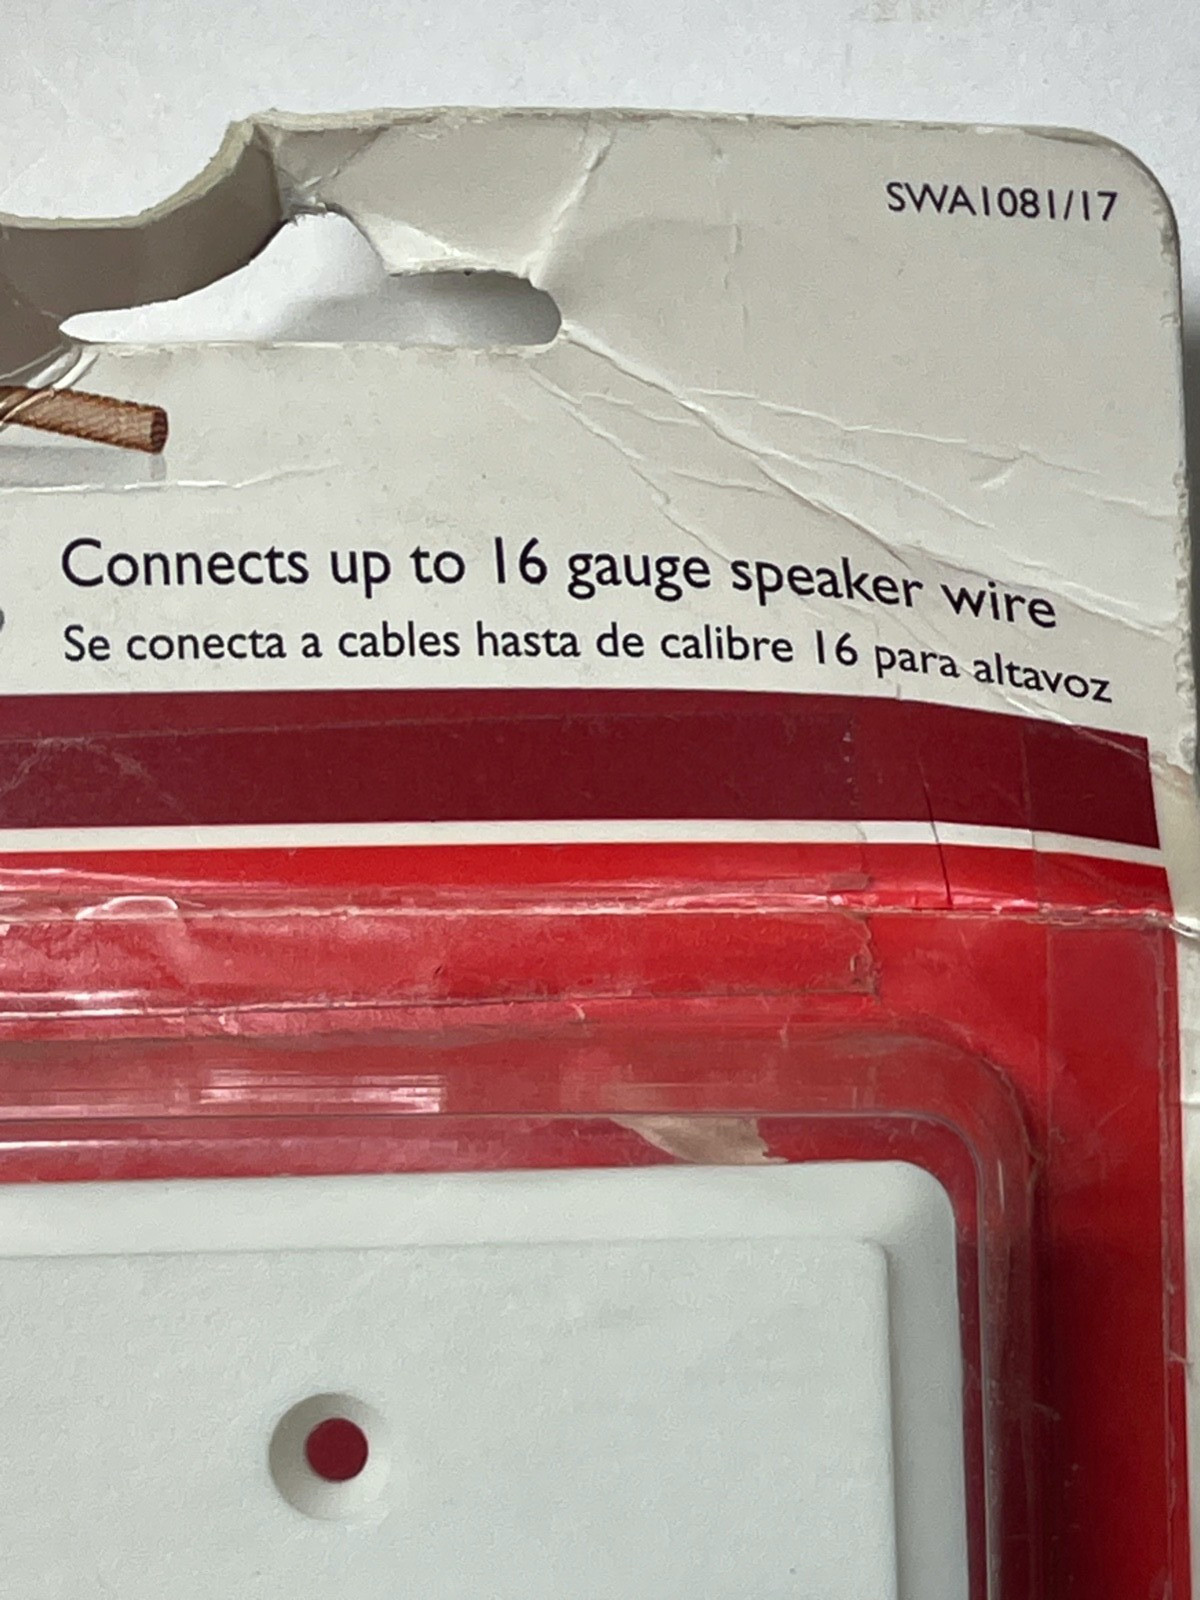 SWA1081/17
Connects up to 16 gauge speaker wire
Se conecta a cables hasta de calibre 16 para altavoz